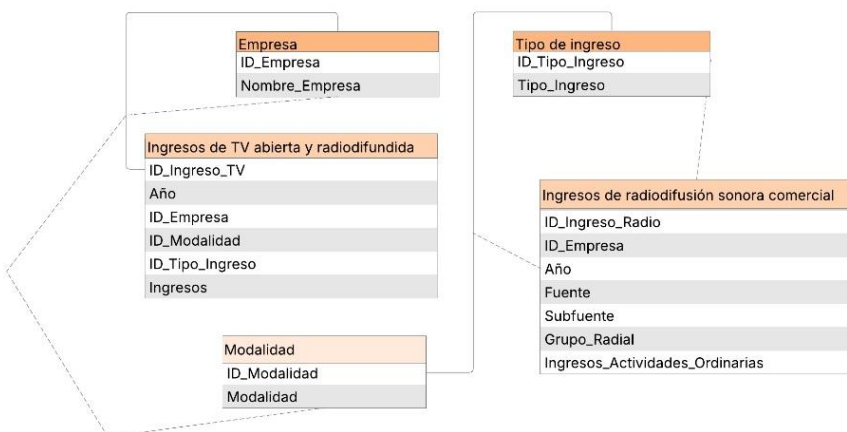 Empresa
ID_Empresa
Nombre_Empresa
Tipo de ingreso
ID_Tipo_Ingreso
Tipo_Ingreso
Ingresos de TV abierta y radiodifundida
ID_Ingreso_TV
Año
ID_Empresa
ID_Modalidad
ID_Tipo_Ingreso
Ingresos
Ingresos de radiodifusión sonora comercial
ID_Ingreso_Radio
ID_Empresa
Año
Fuente
Subfuente
Grupo_Radial
Ingresos_Actividades_Ordinarias
Modalidad
ID_Modalidad
Modalidad